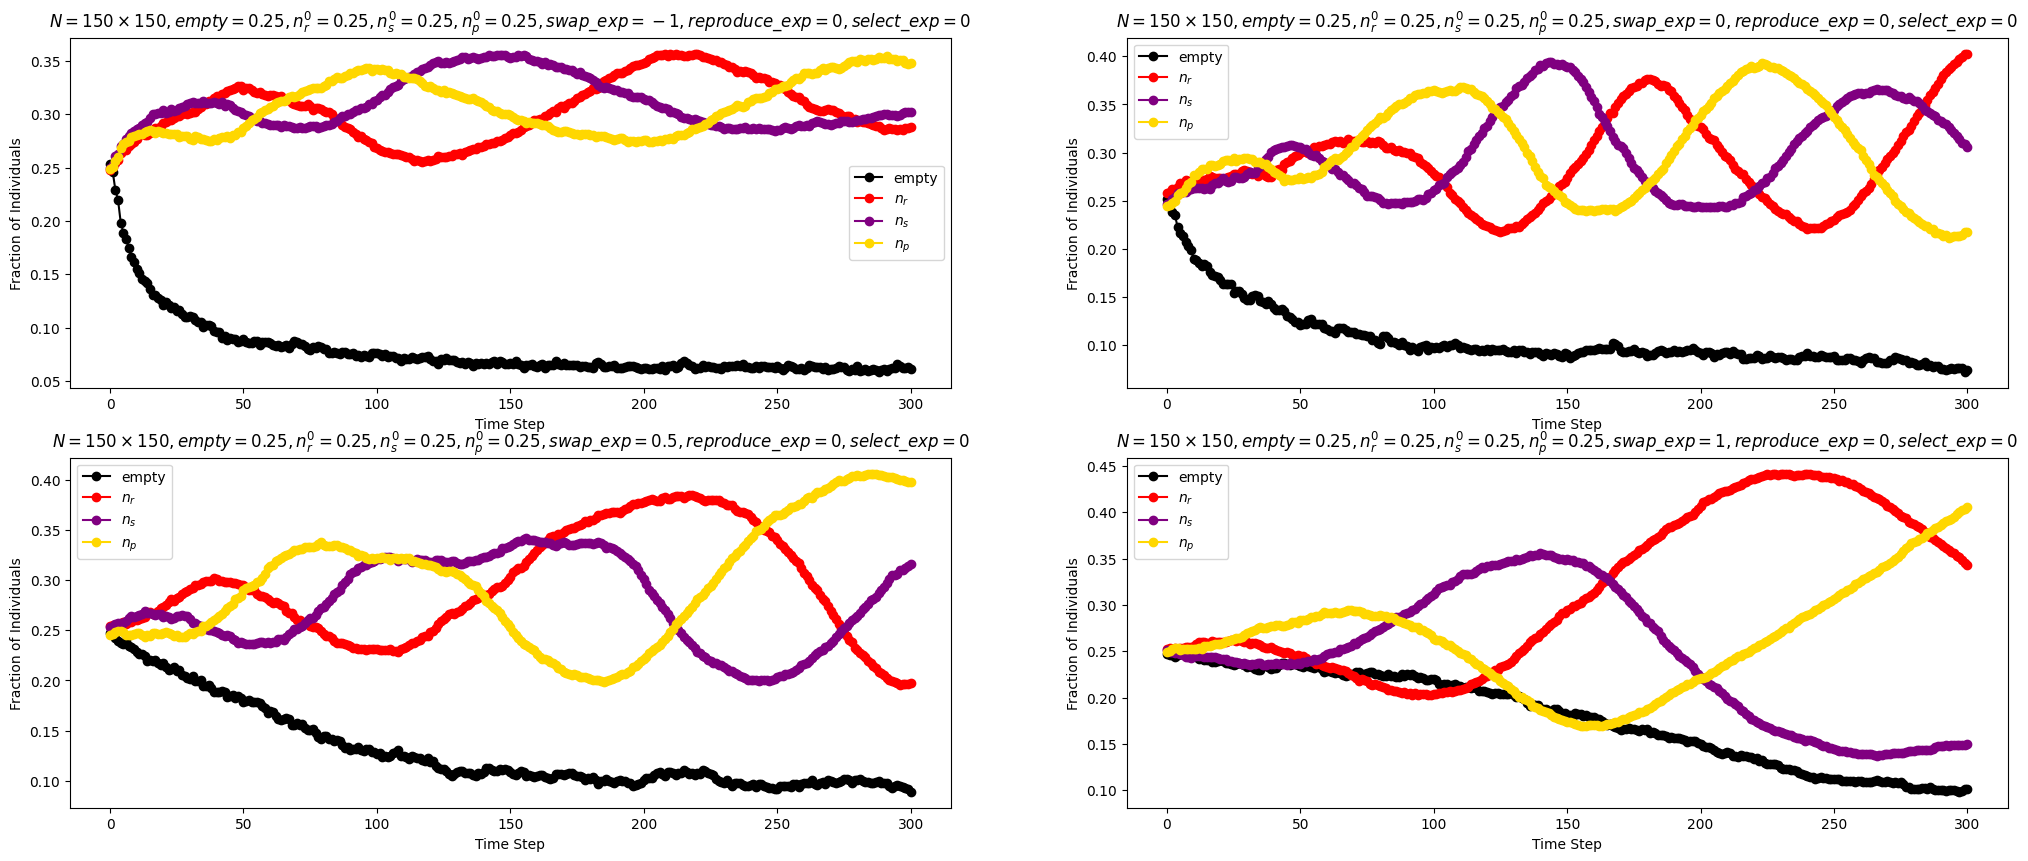 N = 150 × 150, empty = 0.25, n_r^0 = 0.25, n_s^0 = 0.25, n_p^0 = 0.25, swap_exp = −1, reproduce_exp = 0, select_exp = 0
0.35
0.30
0.25
0.20
0.15
0.10
0.05
Fraction of Individuals
empty
n_r
n_s
n_p
0 50 100 150 200 250 300
Time Step
N = 150 × 150, empty = 0.25, n_r^0 = 0.25, n_s^0 = 0.25, n_p^0 = 0.25, swap_exp = 0, reproduce_exp = 0, select_exp = 0
0.40
0.35
0.30
0.25
0.20
0.15
0.10
Fraction of Individuals
empty
n_r
n_s
n_p
0 50 100 150 200 250 300
Time Step
N = 150 × 150, empty = 0.25, n_r^0 = 0.25, n_s^0 = 0.25, n_p^0 = 0.25, swap_exp = 0.5, reproduce_exp = 0, select_exp = 0
0.40
0.35
0.30
0.25
0.20
0.15
0.10
Fraction of Individuals
empty
n_r
n_s
n_p
0 50 100 150 200 250 300
Time Step
N = 150 × 150, empty = 0.25, n_r^0 = 0.25, n_s^0 = 0.25, n_p^0 = 0.25, swap_exp = 1, reproduce_exp = 0, select_exp = 0
0.45
0.40
0.35
0.30
0.25
0.20
0.15
0.10
Fraction of Individuals
empty
n_r
n_s
n_p
0 50 100 150 200 250 300
Time Step